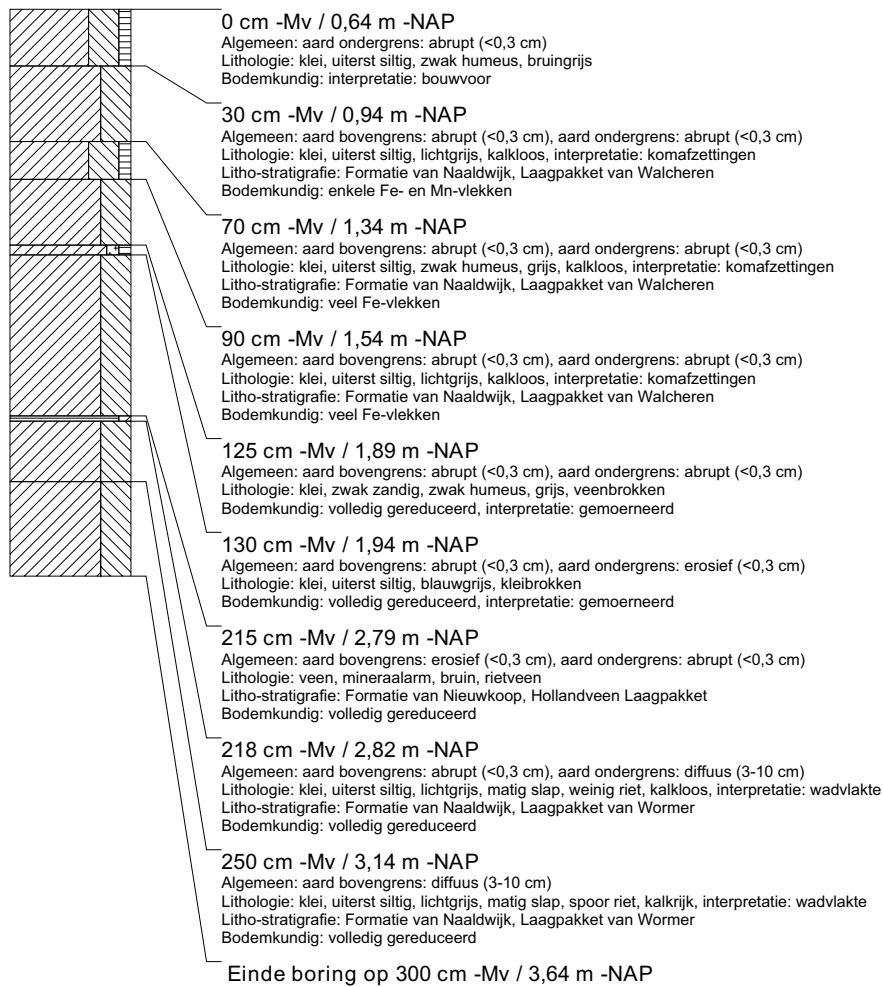 0 cm -Mv / 0,64 m -NAP
Algemeen: aard ondergrens: abrupt (<0,3 cm)
Lithologie: klei, uiterst siltig, zwak humeus, bruingrijs
Bodemkundig: interpretatie: bouwvoor
30 cm -Mv / 0,94 m -NAP
Algemeen: aard bovengrens: abrupt (<0,3 cm), aard ondergrens: abrupt (<0,3 cm)
Lithologie: klei, uiterst siltig, lichtgrijs, kalkloos, interpretatie: komafzettingen
Litho-stratigrafie: Formatie van Naaldwijk, Laagpakket van Walcheren
Bodemkundig: enkele Fe- en Mn-vlekken
70 cm -Mv / 1,34 m -NAP
Algemeen: aard bovengrens: abrupt (<0,3 cm), aard ondergrens: abrupt (<0,3 cm)
Lithologie: klei, uiterst siltig, zwak humeus, grijs, kalkloos, interpretatie: komafzettingen
Litho-stratigrafie: Formatie van Naaldwijk, Laagpakket van Walcheren
Bodemkundig: veel Fe-vlekken
90 cm -Mv / 1,54 m -NAP
Algemeen: aard bovengrens: abrupt (<0,3 cm), aard ondergrens: abrupt (<0,3 cm)
Lithologie: klei, uiterst siltig, lichtgrijs, kalkloos, interpretatie: komafzettingen
Litho-stratigrafie: Formatie van Naaldwijk, Laagpakket van Walcheren
Bodemkundig: veel Fe-vlekken
125 cm -Mv / 1,89 m -NAP
Algemeen: aard bovengrens: abrupt (<0,3 cm), aard ondergrens: abrupt (<0,3 cm)
Lithologie: klei, zwak zandig, zwak humeus, grijs, veenbrokken
Bodemkundig: volledig gereduceerd, interpretatie: gemoerneerd
130 cm -Mv / 1,94 m -NAP
Algemeen: aard bovengrens: abrupt (<0,3 cm), aard ondergrens: erosief (<0,3 cm)
Lithologie: klei, uiterst siltig, blauwgrijs, kleibrokken
Bodemkundig: volledig gereduceerd, interpretatie: gemoerneerd
215 cm -Mv / 2,79 m -NAP
Algemeen: aard bovengrens: erosief (<0,3 cm), aard ondergrens: abrupt (<0,3 cm)
Lithologie: veen, mineraalarm, bruin, rietveen
Litho-stratigrafie: Formatie van Nieuwkoop, Hollandveen Laagpakket
Bodemkundig: volledig gereduceerd
218 cm -Mv / 2,82 m -NAP
Algemeen: aard bovengrens: abrupt (<0,3 cm), aard ondergrens: diffuus (3-10 cm)
Lithologie: klei, uiterst siltig, lichtgrijs, matig slap, weinig riet, kalkloos, interpretatie: wadvlakte
Litho-stratigrafie: Formatie van Naaldwijk, Laagpakket van Wormer
Bodemkundig: volledig gereduceerd
250 cm -Mv / 3,14 m -NAP
Algemeen: aard bovengrens: diffuus (3-10 cm)
Lithologie: klei, uiterst siltig, lichtgrijs, matig slap, spoor riet, kalkrijk, interpretatie: wadvlakte
Litho-stratigrafie: Formatie van Naaldwijk, Laagpakket van Wormer
Bodemkundig: volledig gereduceerd
Einde boring op 300 cm -Mv / 3,64 m -NAP